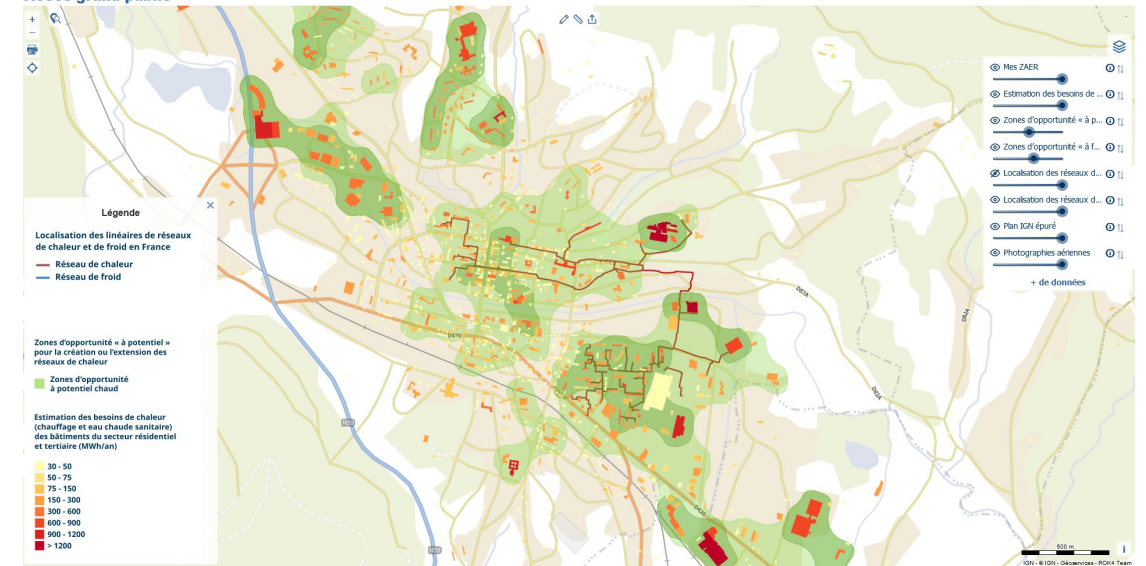 +
−
Mes ZAER
Estimation des besoins de ...
Zones d'opportunité « à p...
Zones d'opportunité « à f...
Localisation des réseaux d...
Localisation des réseaux d...
Plan IGN épuré
Photographies aériennes
+ de données
Légende
Localisation des linéaires de réseaux
de chaleur et de froid en France
Réseau de chaleur
Réseau de froid
Zones d'opportunité « à potentiel »
pour la création ou l'extension des
réseaux de chaleur
Zones d'opportunité
à potentiel chaud
Estimation des besoins de chaleur
(chauffage et eau chaude sanitaire)
des bâtiments du secteur résidentiel
et tertiaire (MWh/an)
30 - 50
50 - 75
75 - 150
150 - 300
300 - 600
600 - 900
900 - 1200
> 1200
D82A
D420
500 m
i
IGN - © IGN - Géoservices - ROK4 Team